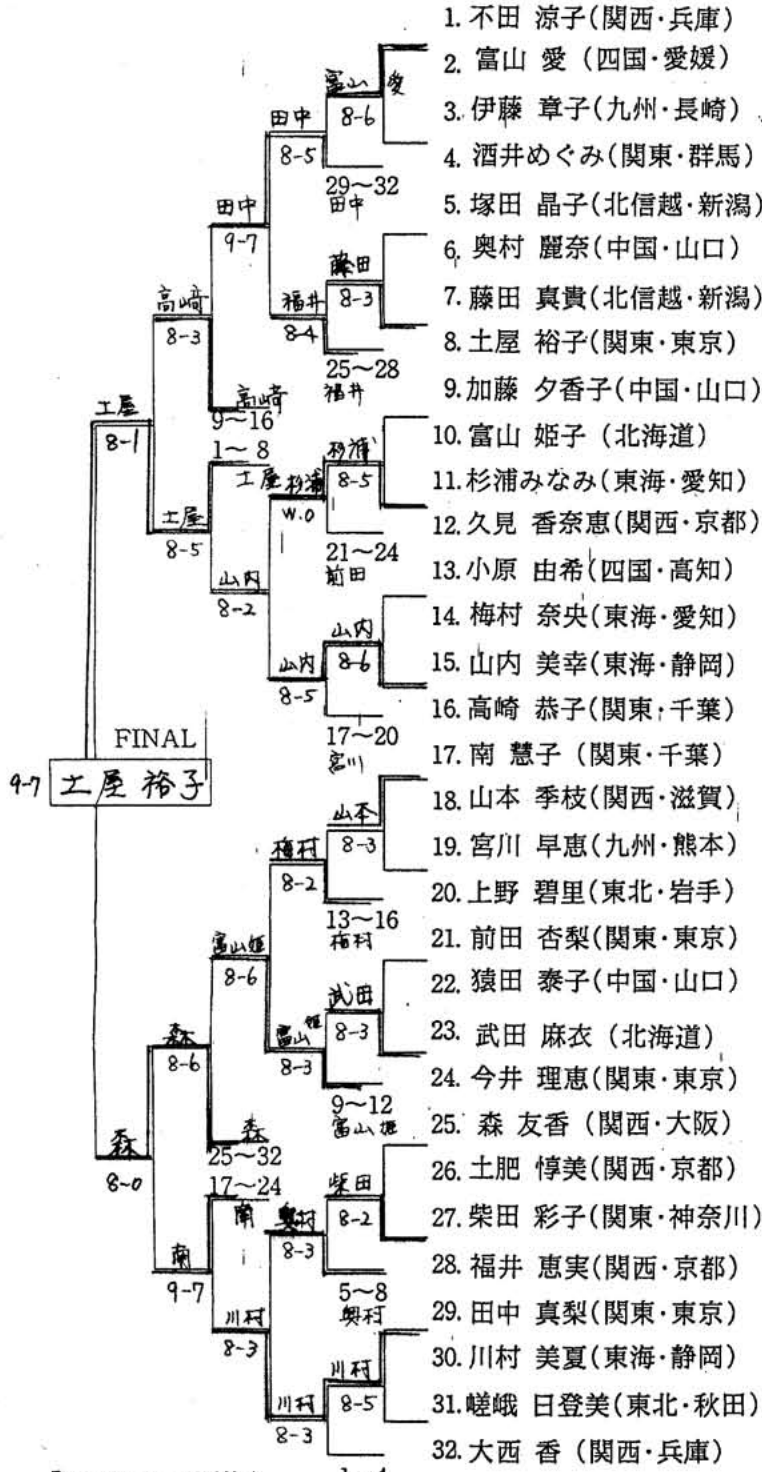 1. 不田 涼子(関西·兵庫)
2. 富山 愛 (四国·愛媛)
富山 愛
8-6
3. 伊藤 章子(九州·長崎)
田中
8-5
4. 酒井めぐみ(関東·群馬)
29〜32
田中
5. 塚田 晶子(北信越·新潟)
田中
9-7
6. 奥村 麗奈(中国·山口)
藤田
8-3
7. 藤田 真貴(北信越·新潟)
高崎
8-3
福井
8-4
8. 土屋 裕子(関東·東京)
25〜28
福井
9. 加藤 夕香子(中国·山口)
高崎
9〜16
土屋
8-1
1〜8
土屋
10. 富山 姫子 (北海道)
杉浦
8-5
11. 杉浦みなみ(東海·愛知)
杉浦
W.O
12. 久見 香奈恵(関西·京都)
土屋
8-5
21〜24
前田
13. 小原 由希(四国·高知)
山内
8-2
14. 梅村 奈央(東海·愛知)
山内
8-6
15. 山内 美幸(東海·静岡)
山内
8-5
16. 高崎 恭子(関東·千葉)
17〜20
宮川
FINAL
17. 南 慧子 (関東·千葉)
9-7 土屋 裕子
18. 山本 季枝(関西·滋賀)
山本
8-3
19. 宮川 早恵(九州·熊本)
梅村
8-2
20. 上野 碧里(東北·岩手)
13〜16
梅村
21. 前田 杏梨(関東·東京)
富山姫
8-6
22. 猿田 泰子(中国·山口)
武田
8-3
23. 武田 麻衣 (北海道)
森
8-6
富山姫
8-3
24. 今井 理恵(関東·東京)
9〜12
富山姫
25. 森 友香 (関西·大阪)
森
25〜32
森
8-0
17〜24
南
26. 土肥 惇美(関西·京都)
柴田
8-2
27. 柴田 彩子(関東·神奈川)
奥村
8-3
28. 福井 恵実(関西·京都)
南
9-7
5〜8
奥村
29. 田中 真梨(関東·東京)
川村
8-3
30. 川村 美夏(東海·静岡)
川村
8-5
31. 嵯峨 日登美(東北·秋田)
川村
8-3
32. 大西 香 (関西·兵庫)